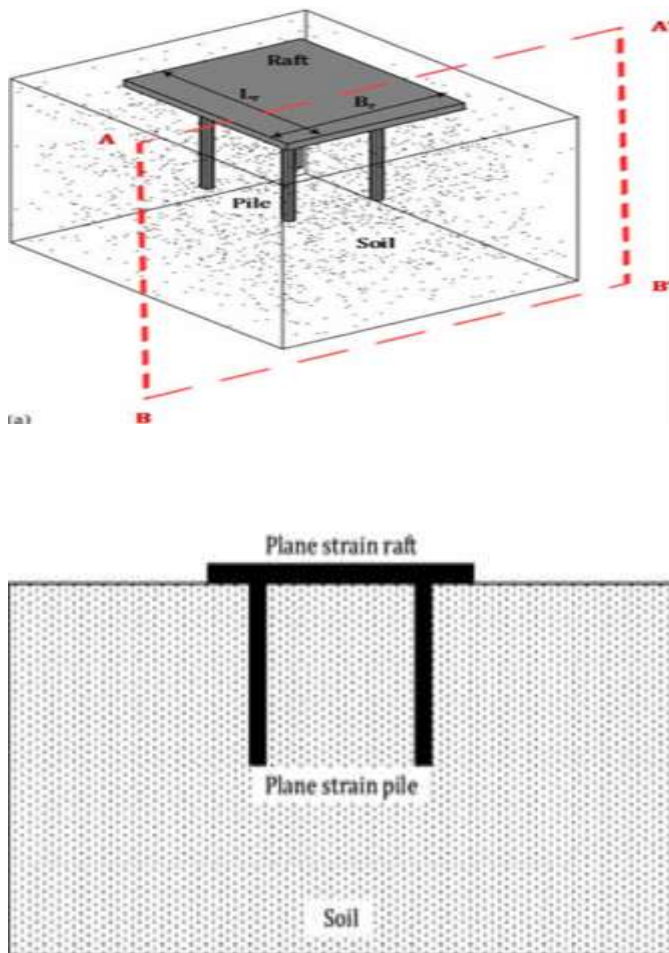 A'
Raft
Lr
Br
A
Pile
Soil
B'
(a)
B
Plane strain raft
Plane strain pile
Soil